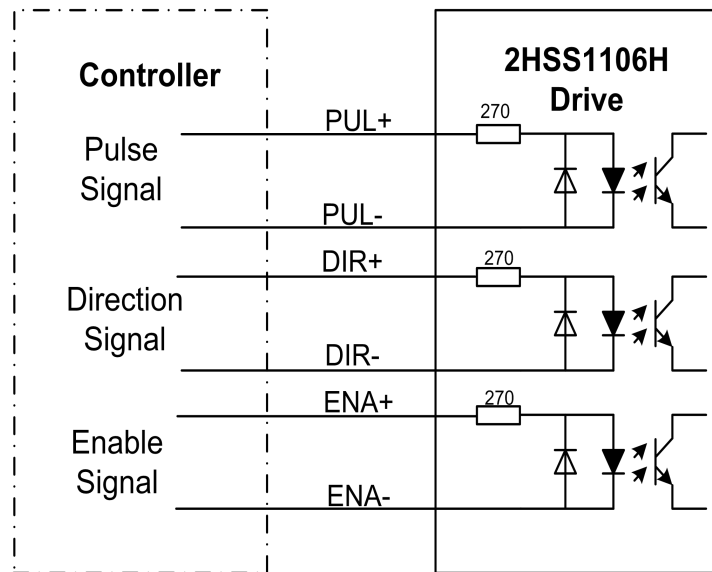 Controller
2HSS1106H
Drive
Pulse
Signal
PUL+
270
PUL-
Direction
Signal
DIR+
270
DIR-
Enable
Signal
ENA+
270
ENA-